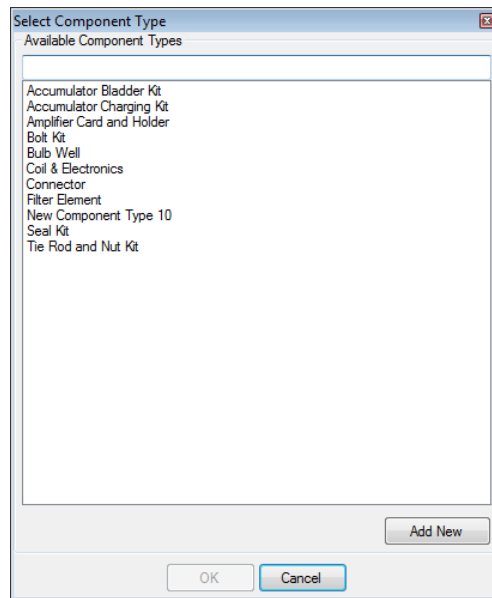 Select Component Type
Available Component Types
Accumulator Bladder Kit
Accumulator Charging Kit
Amplifier Card and Holder
Bolt Kit
Bulb Well
Coil & Electronics
Connector
Filter Element
New Component Type 10
Seal Kit
Tie Rod and Nut Kit
Add New
OK Cancel